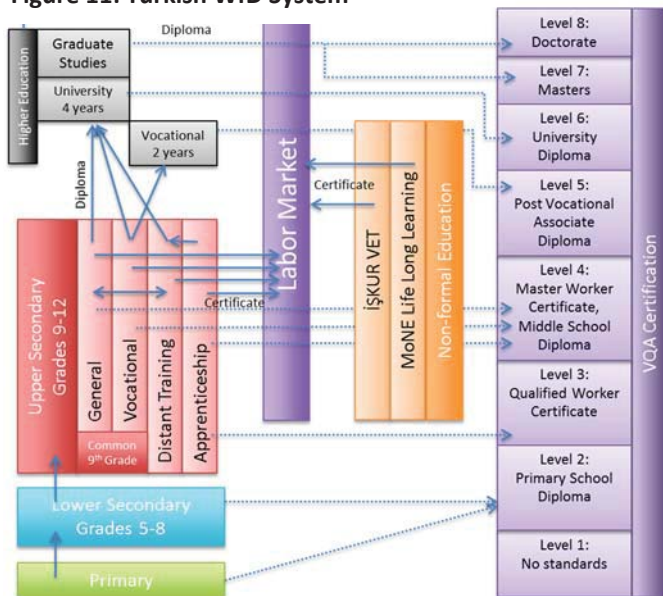 Figure 11: Turkish WfD System
Higher Education
Graduate
Studies
University
4 years
Vocational
2 years
Diploma
Diploma
Upper Secondary
Grades 9-12
General
Vocational
Distant Training
Apprenticeship
Common
9th Grade
Lower Secondary
Grades 5-8
Primary
Certificate
Labor Market
Certificate
İŞKUR VET
MoNE Life Long Learning
Non-formal Education
Level 8:
Doctorate
Level 7:
Masters
Level 6:
University
Diploma
Level 5:
Post Vocational
Associate
Diploma
Level 4:
Master Worker
Certificate,
Middle School
Diploma
Level 3:
Qualified Worker
Certificate
Level 2:
Primary School
Diploma
Level 1:
No standards
VQA Certification